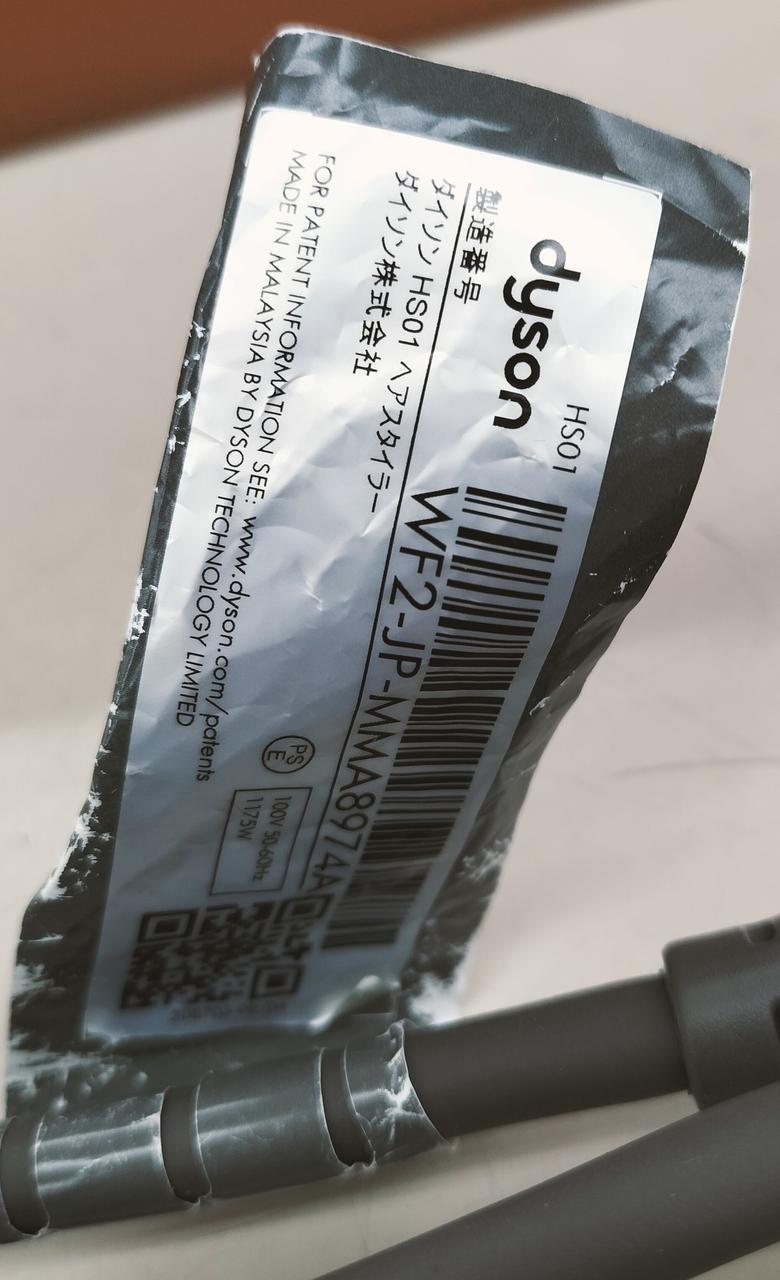 dyson
HS01
製造番号
WF2-JP-MMA8974A
ダイソン HS01 ヘアスタイラー
ダイソン株式会社
FOR PATENT INFORMATION SEE: www.dyson.com/patents
MADE IN MALAYSIA BY DYSON TECHNOLOGY LIMITED
PS
E
100V 50-60Hz
1175W